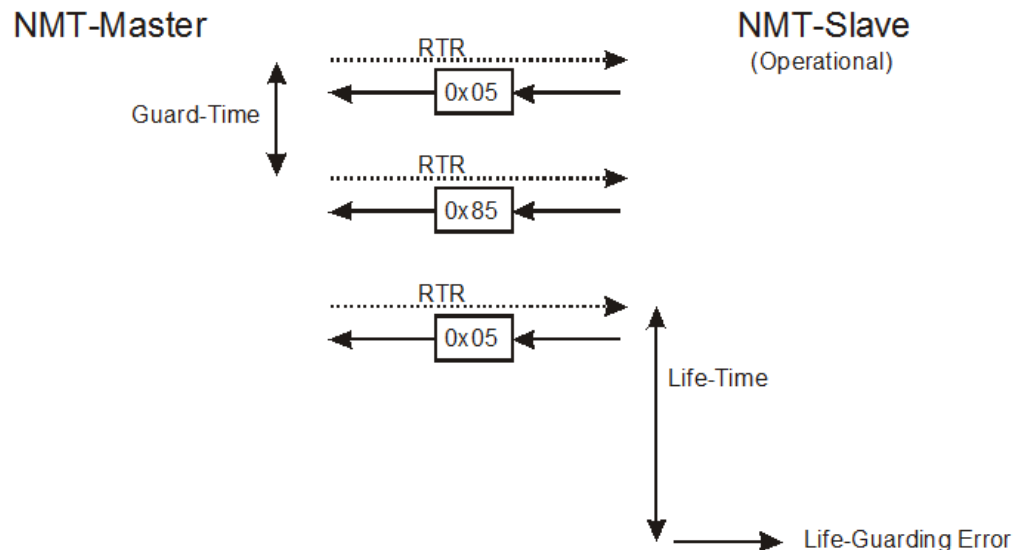 NMT-Master
NMT-Slave
(Operational)
RTR
0x05
Guard-Time
RTR
0x85
RTR
0x05
Life-Time
Life-Guarding Error